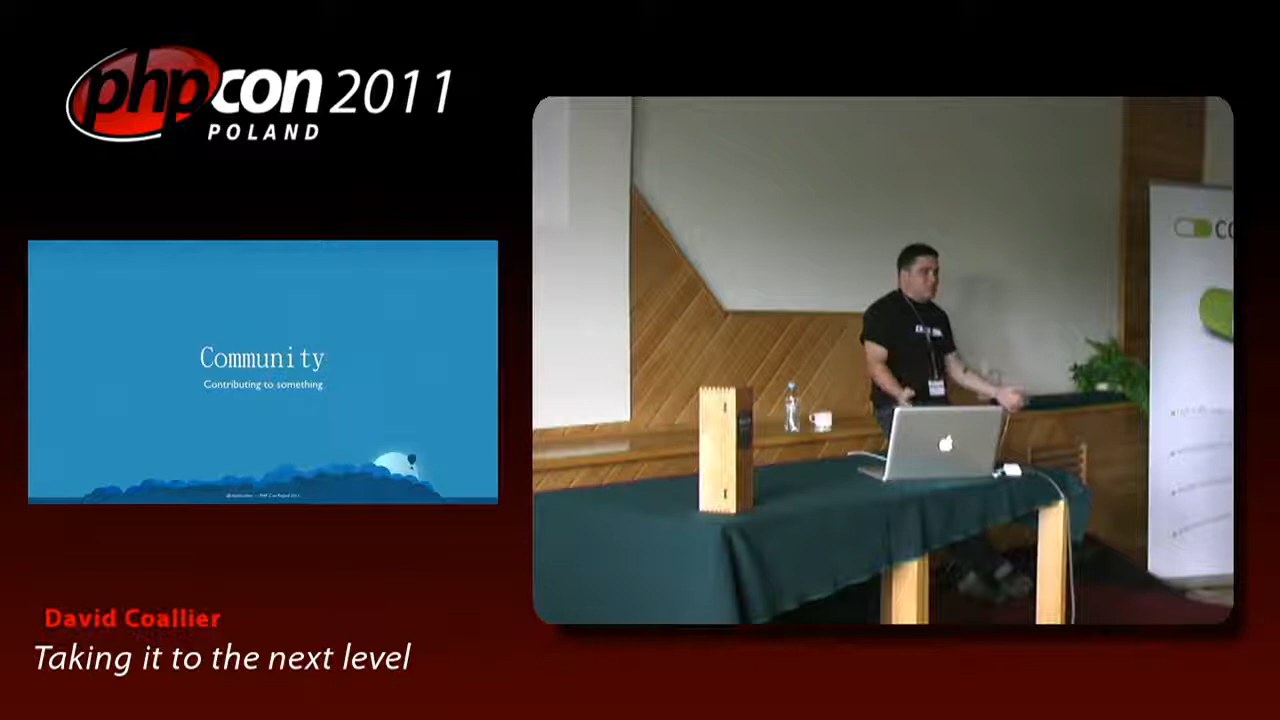 phpcon 2011
POLAND
Community
Contributing to something
David Coallier
Taking it to the next level